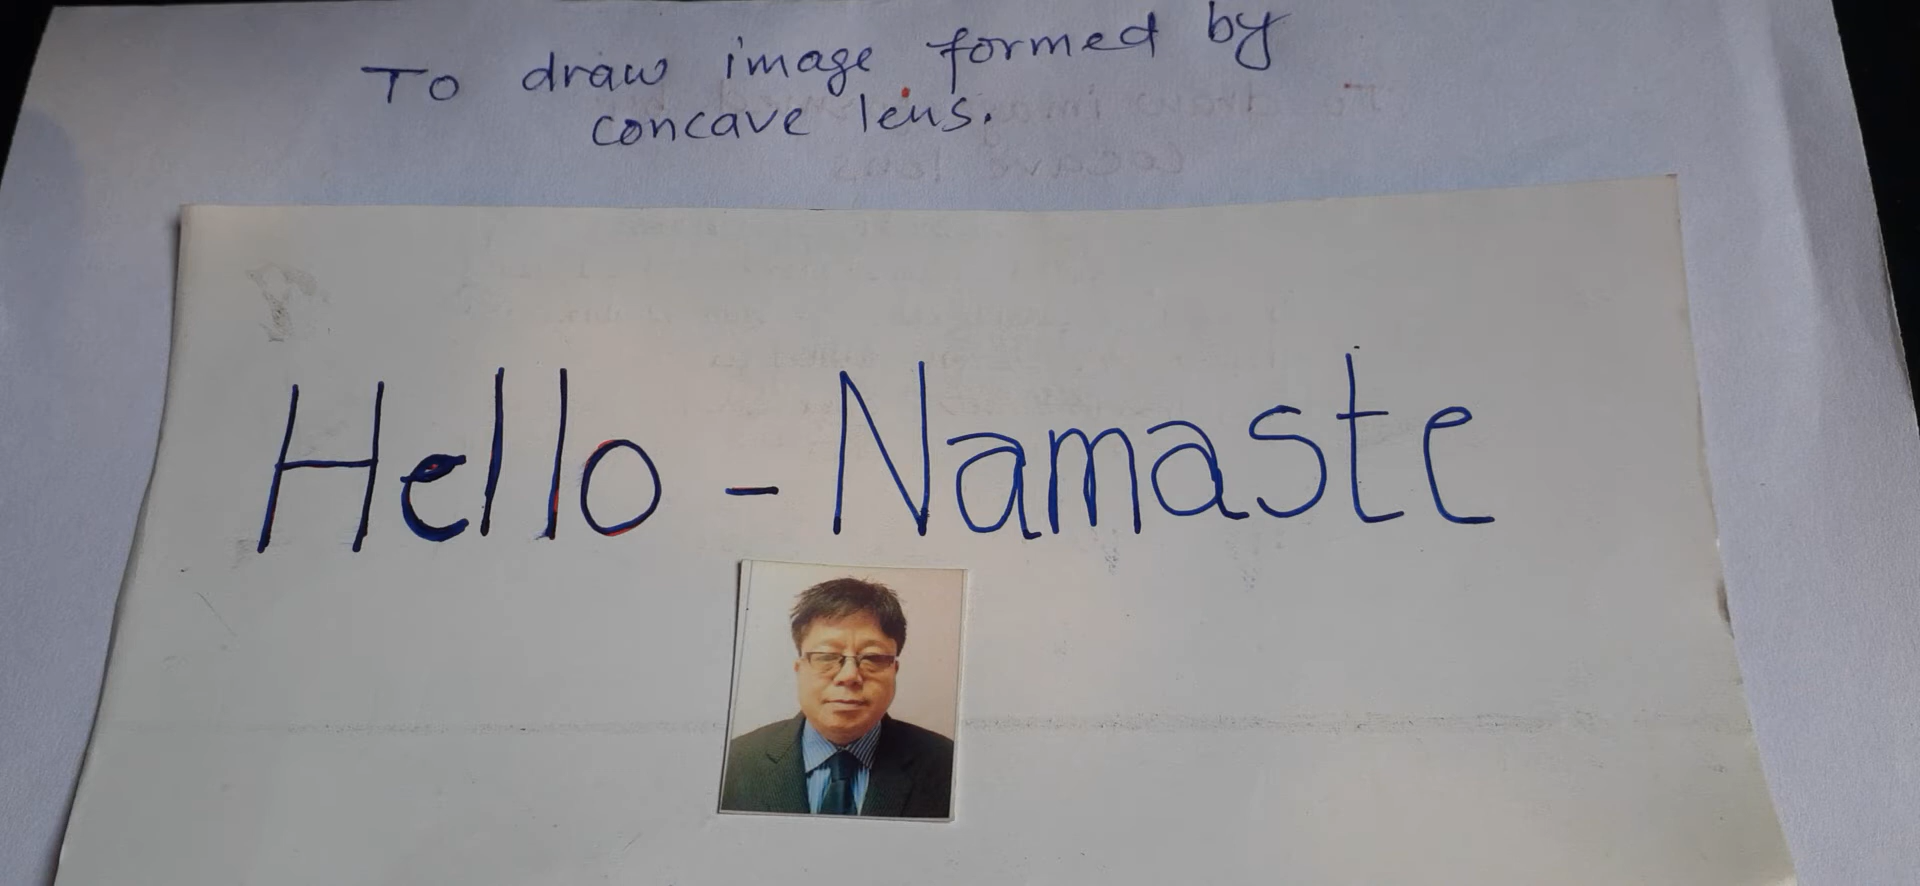 To draw image formed by
concave lens.
Hello - Namaste